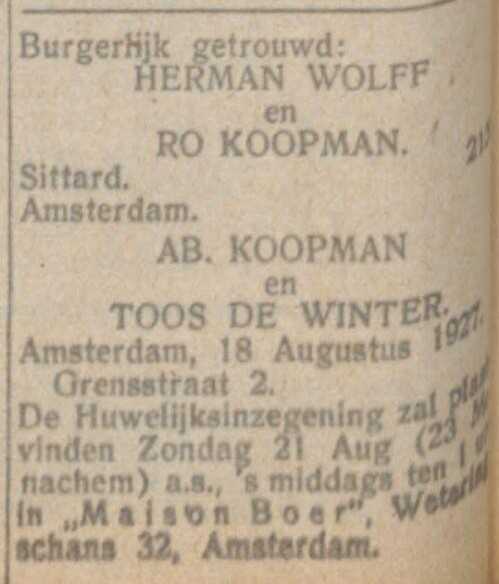 Burgerlijk getrouwd:
HERMAN WOLFF
en
RO KOOPMAN.
Sittard.
Amsterdam.
AB. KOOPMAN
en
TOOS DE WINTER.
Amsterdam, 18 Augustus 1927.
Grensstraat 2.
De Huwelijksinzegening zal plaat
vinden Zondag 21 Aug (23 M
nachem) a.s., 's middags ten 1 u
in „Maison Boer", Wetering
schans 32, Amsterdam.